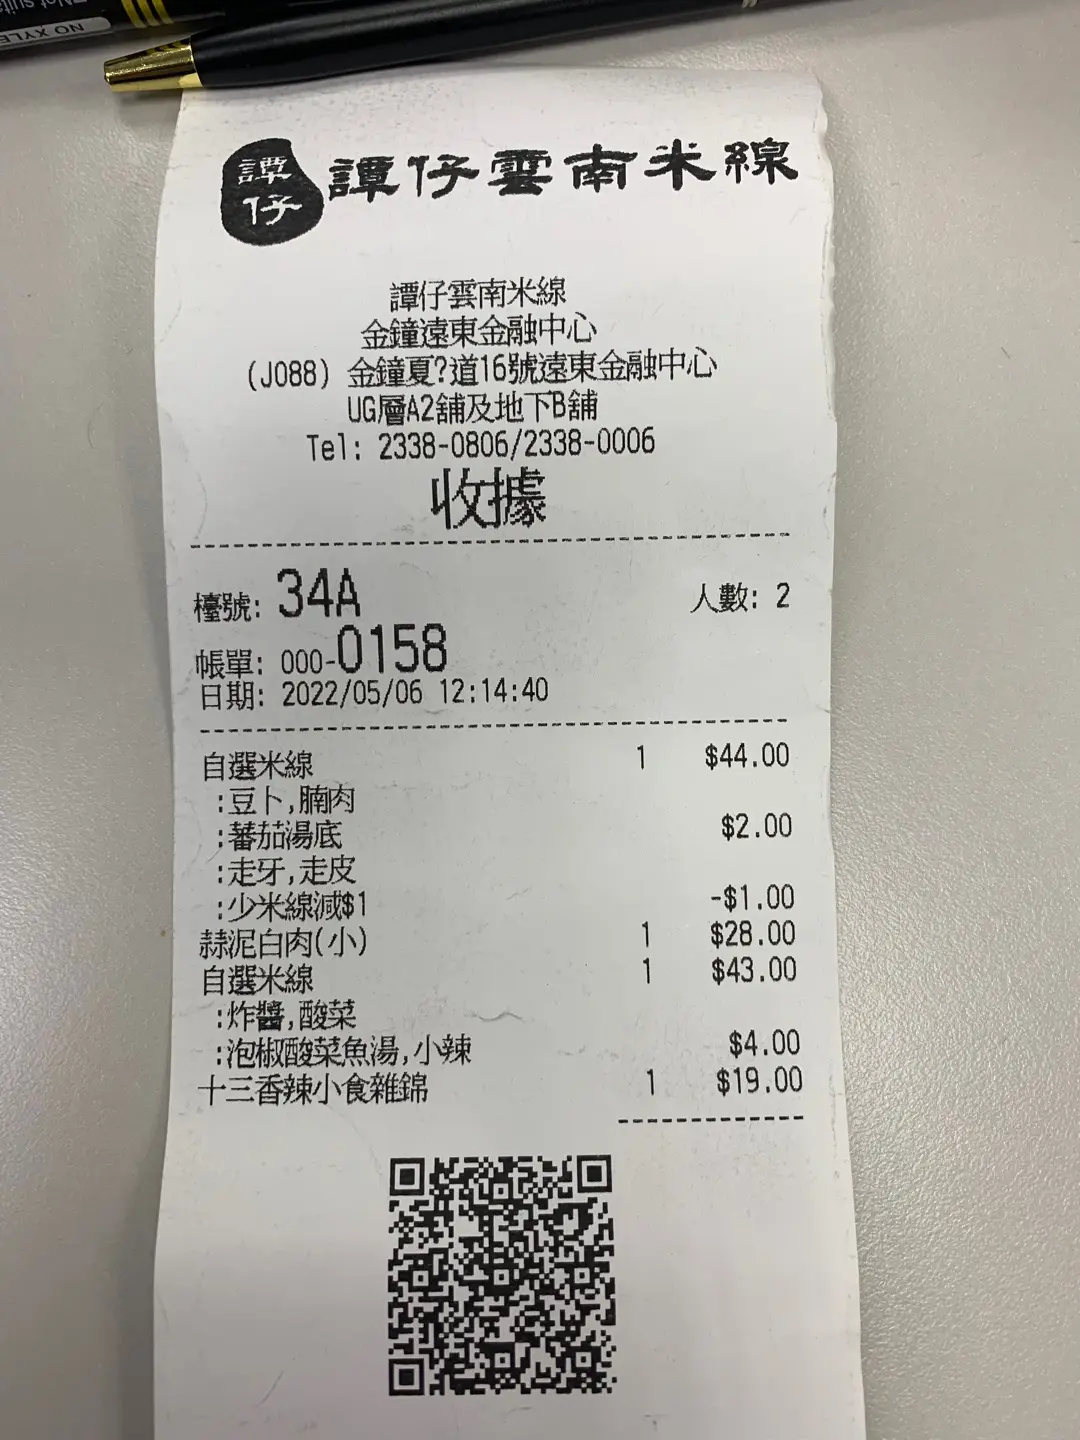 Not suita
NO XYLE
譚仔
譚仔雲南米線
譚仔雲南米線
金鐘遠東金融中心
(J088) 金鐘夏?道16號遠東金融中心
UG層A2舖及地下B舖
Tel: 2338-0806/2338-0006
收據
檯號: 34A 人數: 2
帳單: 000-0158
日期: 2022/05/06 12:14:40
自選米線 1 $44.00
:豆卜,腩肉
:蕃茄湯底 $2.00
:走牙,走皮
:少米線減$1 -$1.00
蒜泥白肉(小) 1 $28.00
自選米線 1 $43.00
:炸醬,酸菜
:泡椒酸菜魚湯,小辣 $4.00
十三香辣小食雜錦 1 $19.00